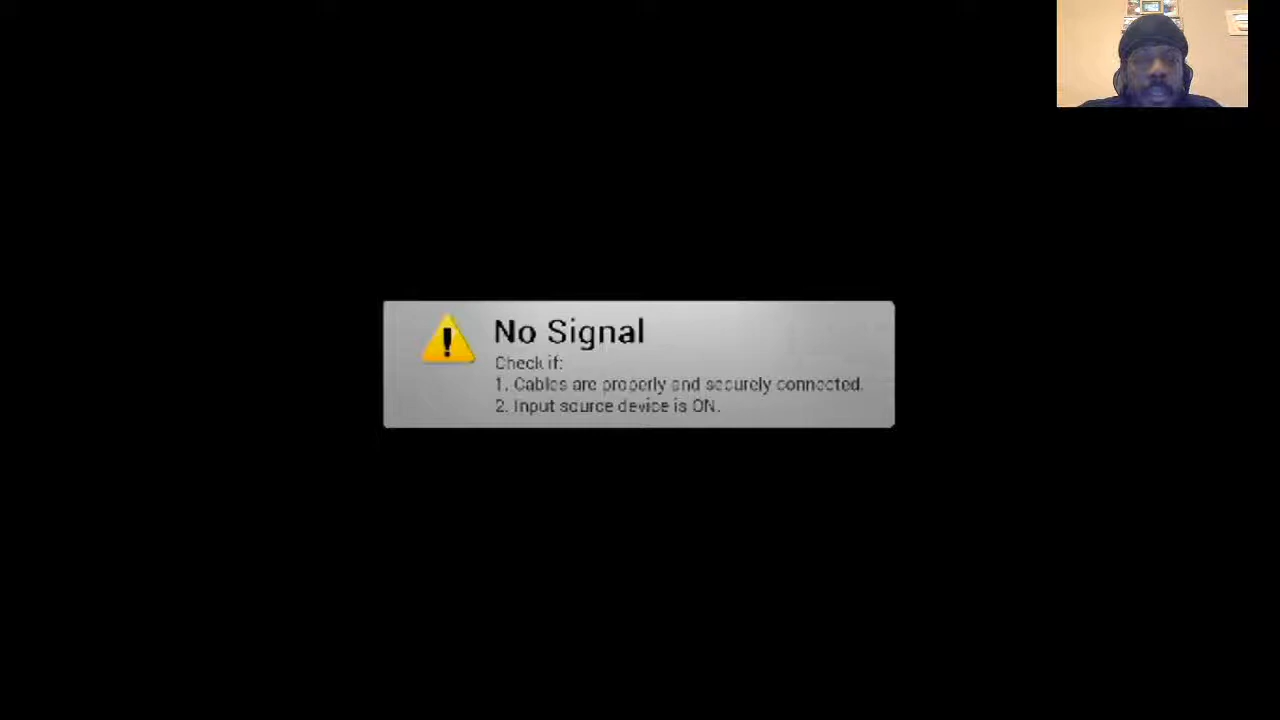 No Signal
Check if:
1. Cables are properly and securely connected.
2. Input source device is ON.